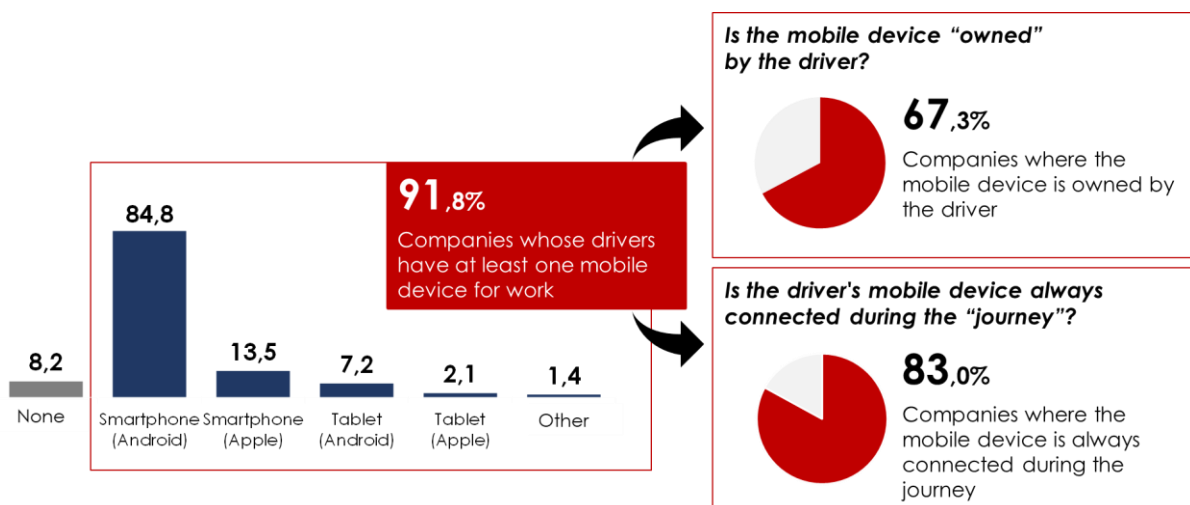 8,2
None
84,8
Smartphone
(Android)
13,5
Smartphone
(Apple)
7,2
Tablet
(Android)
2,1
Tablet
(Apple)
1,4
Other
91,8%
Companies whose drivers
have at least one mobile
device for work
Is the mobile device “owned”
by the driver?
67,3%
Companies where the
mobile device is owned by
the driver
Is the driver's mobile device always
connected during the “journey”?
83,0%
Companies where the
mobile device is always
connected during the
journey